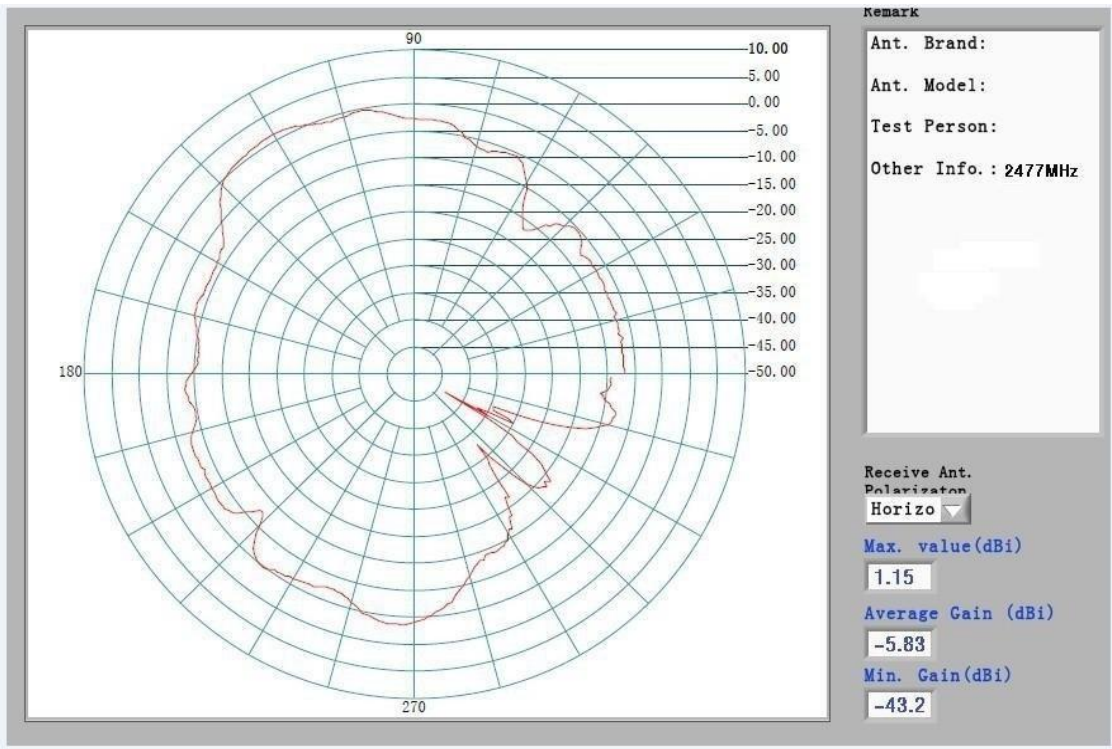 90
10.00
5.00
0.00
-5.00
-10.00
-15.00
-20.00
-25.00
-30.00
-35.00
-40.00
-45.00
-50.00
180
270
Remark
Ant. Brand:
Ant. Model:
Test Person:
Other Info.: 2477MHz
Receive Ant.
Polarizaton
Horizo
Max. value(dBi)
1.15
Average Gain (dBi)
-5.83
Min. Gain(dBi)
-43.2